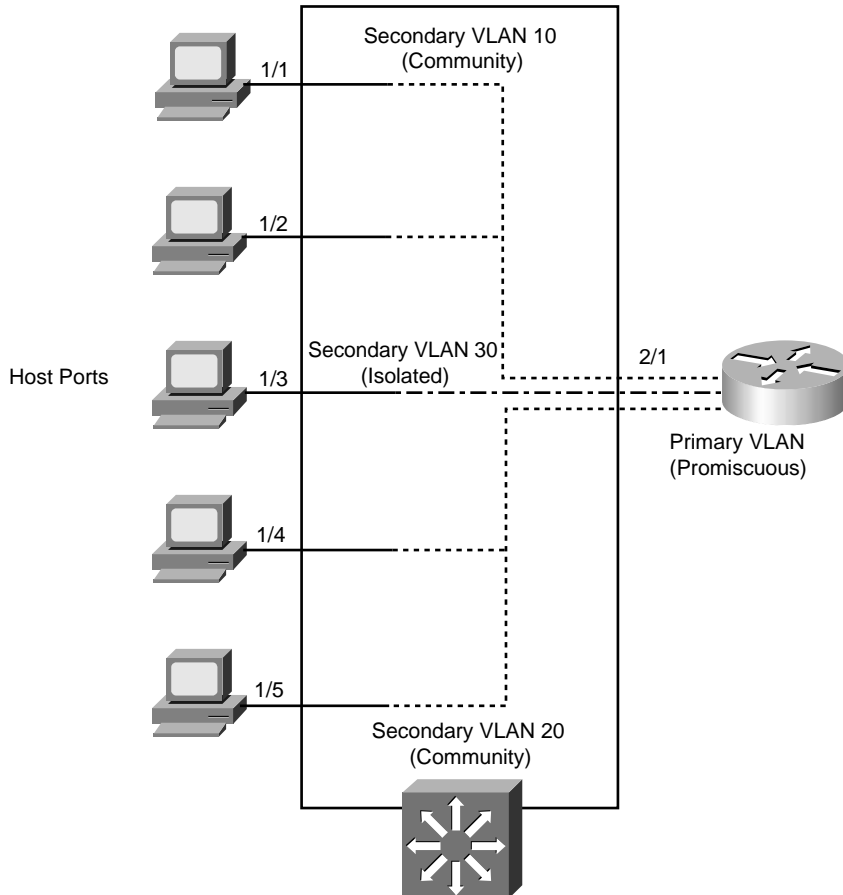 Secondary VLAN 10
(Community)
1/1
1/2
Secondary VLAN 30
(Isolated)
2/1
Host Ports
1/3
Primary VLAN
(Promiscuous)
1/4
1/5
Secondary VLAN 20
(Community)